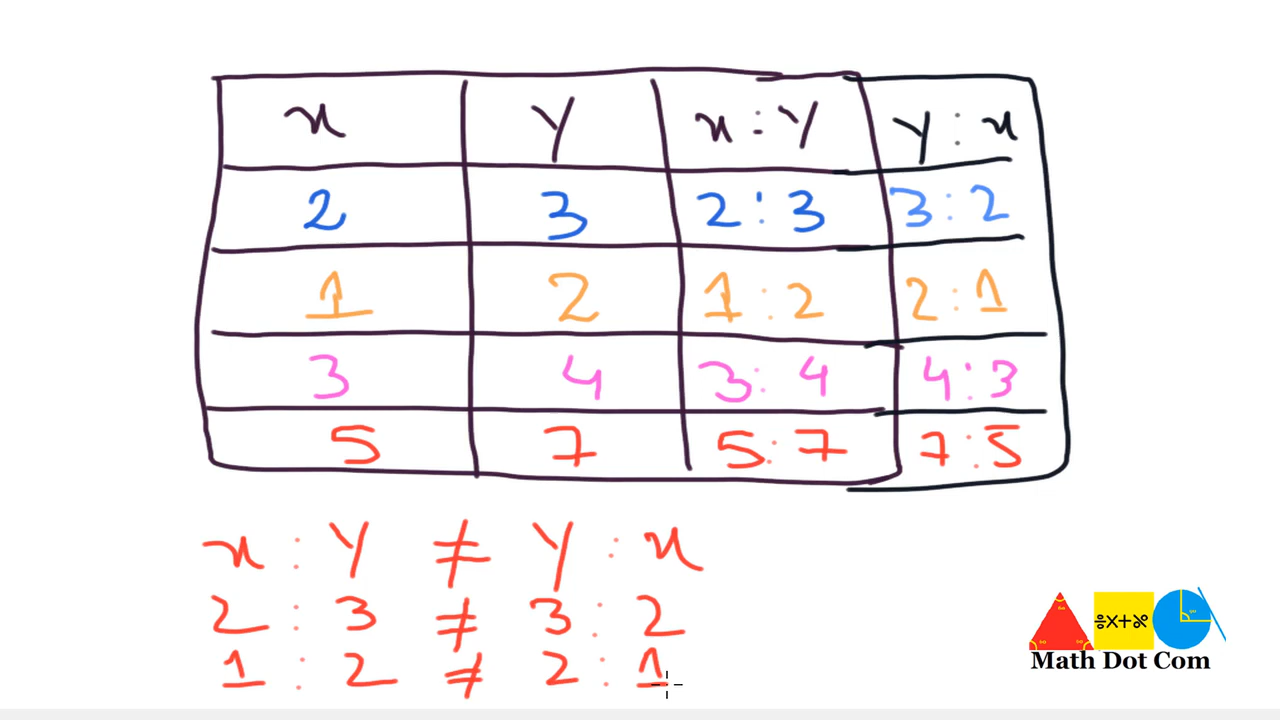 x y x : y y : x
2 3 2 : 3 3 : 2
1 2 1 : 2 2 : 1
3 4 3 : 4 4 : 3
5 7 5 : 7 7 : 5
x : y ≠ y : x
2 : 3 ≠ 3 : 2
1 : 2 ≠ 2 : 1
÷×+%
Math Dot Com